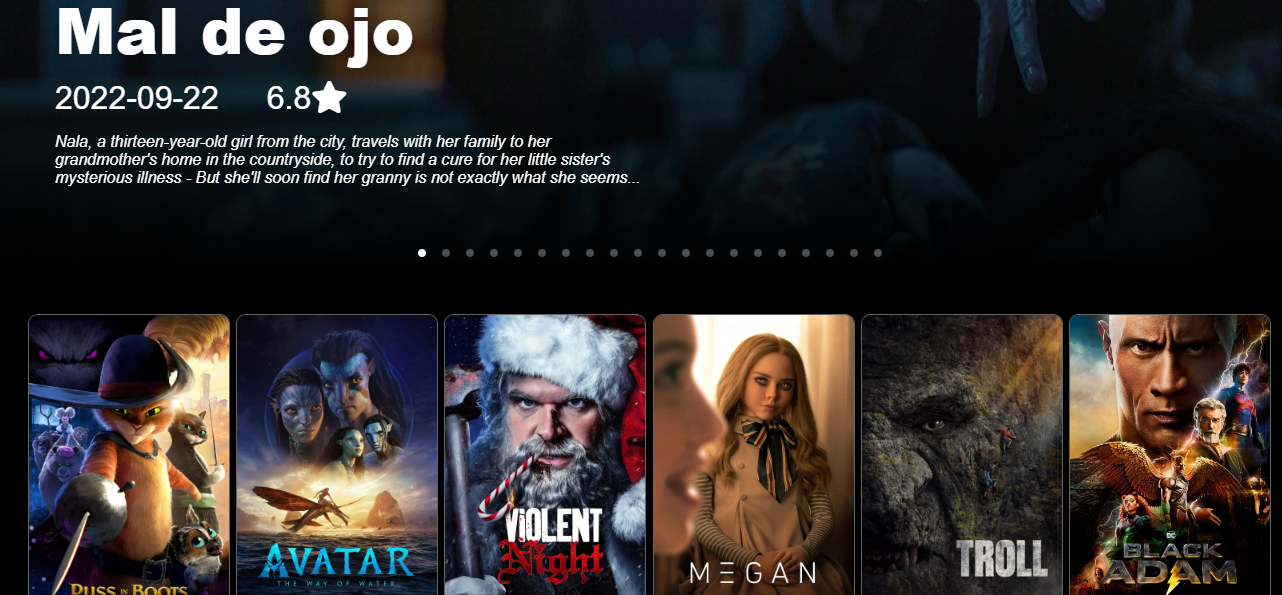 Mal de ojo
2022-09-22 6.8
Nala, a thirteen-year-old girl from the city, travels with her family to her
grandmother's home in the countryside, to try to find a cure for her little sister's
mysterious illness - But she'll soon find her granny is not exactly what she seems...
PUSS IN BOOTS
AVATAR
THE WAY OF WATER
VIOLENT
Night
MEGAN
TROLL
DC
BLACK
ADAM